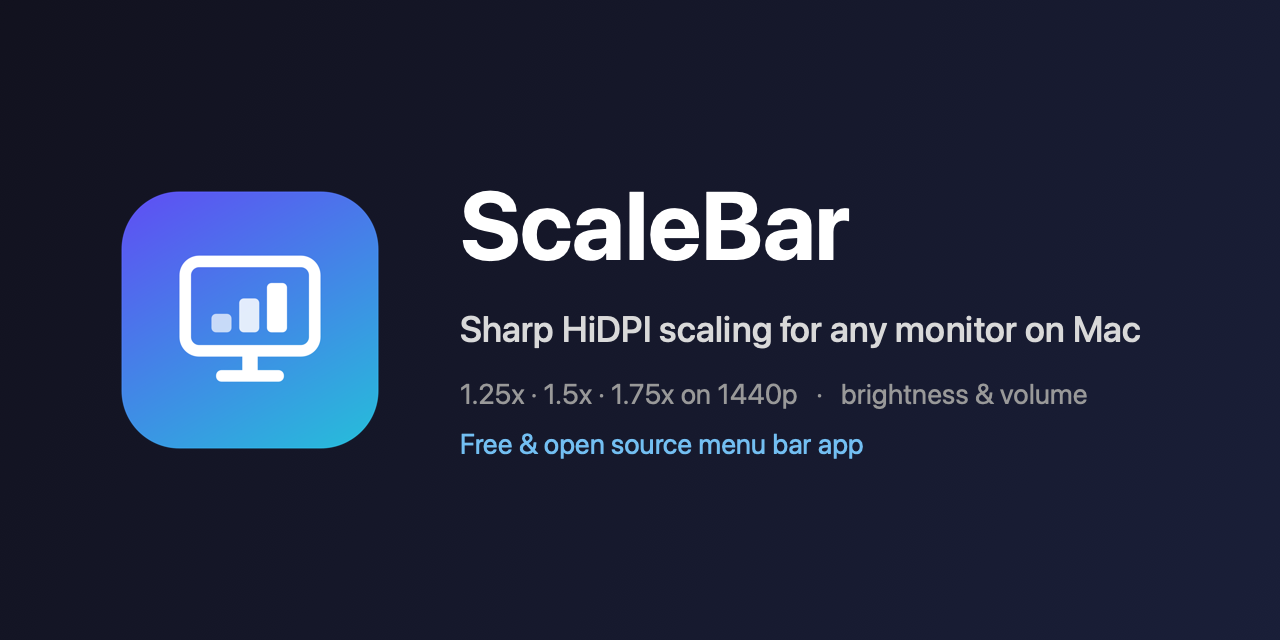 ScaleBar
Sharp HiDPI scaling for any monitor on Mac
1.25x · 1.5x · 1.75x on 1440p · brightness & volume
Free & open source menu bar app